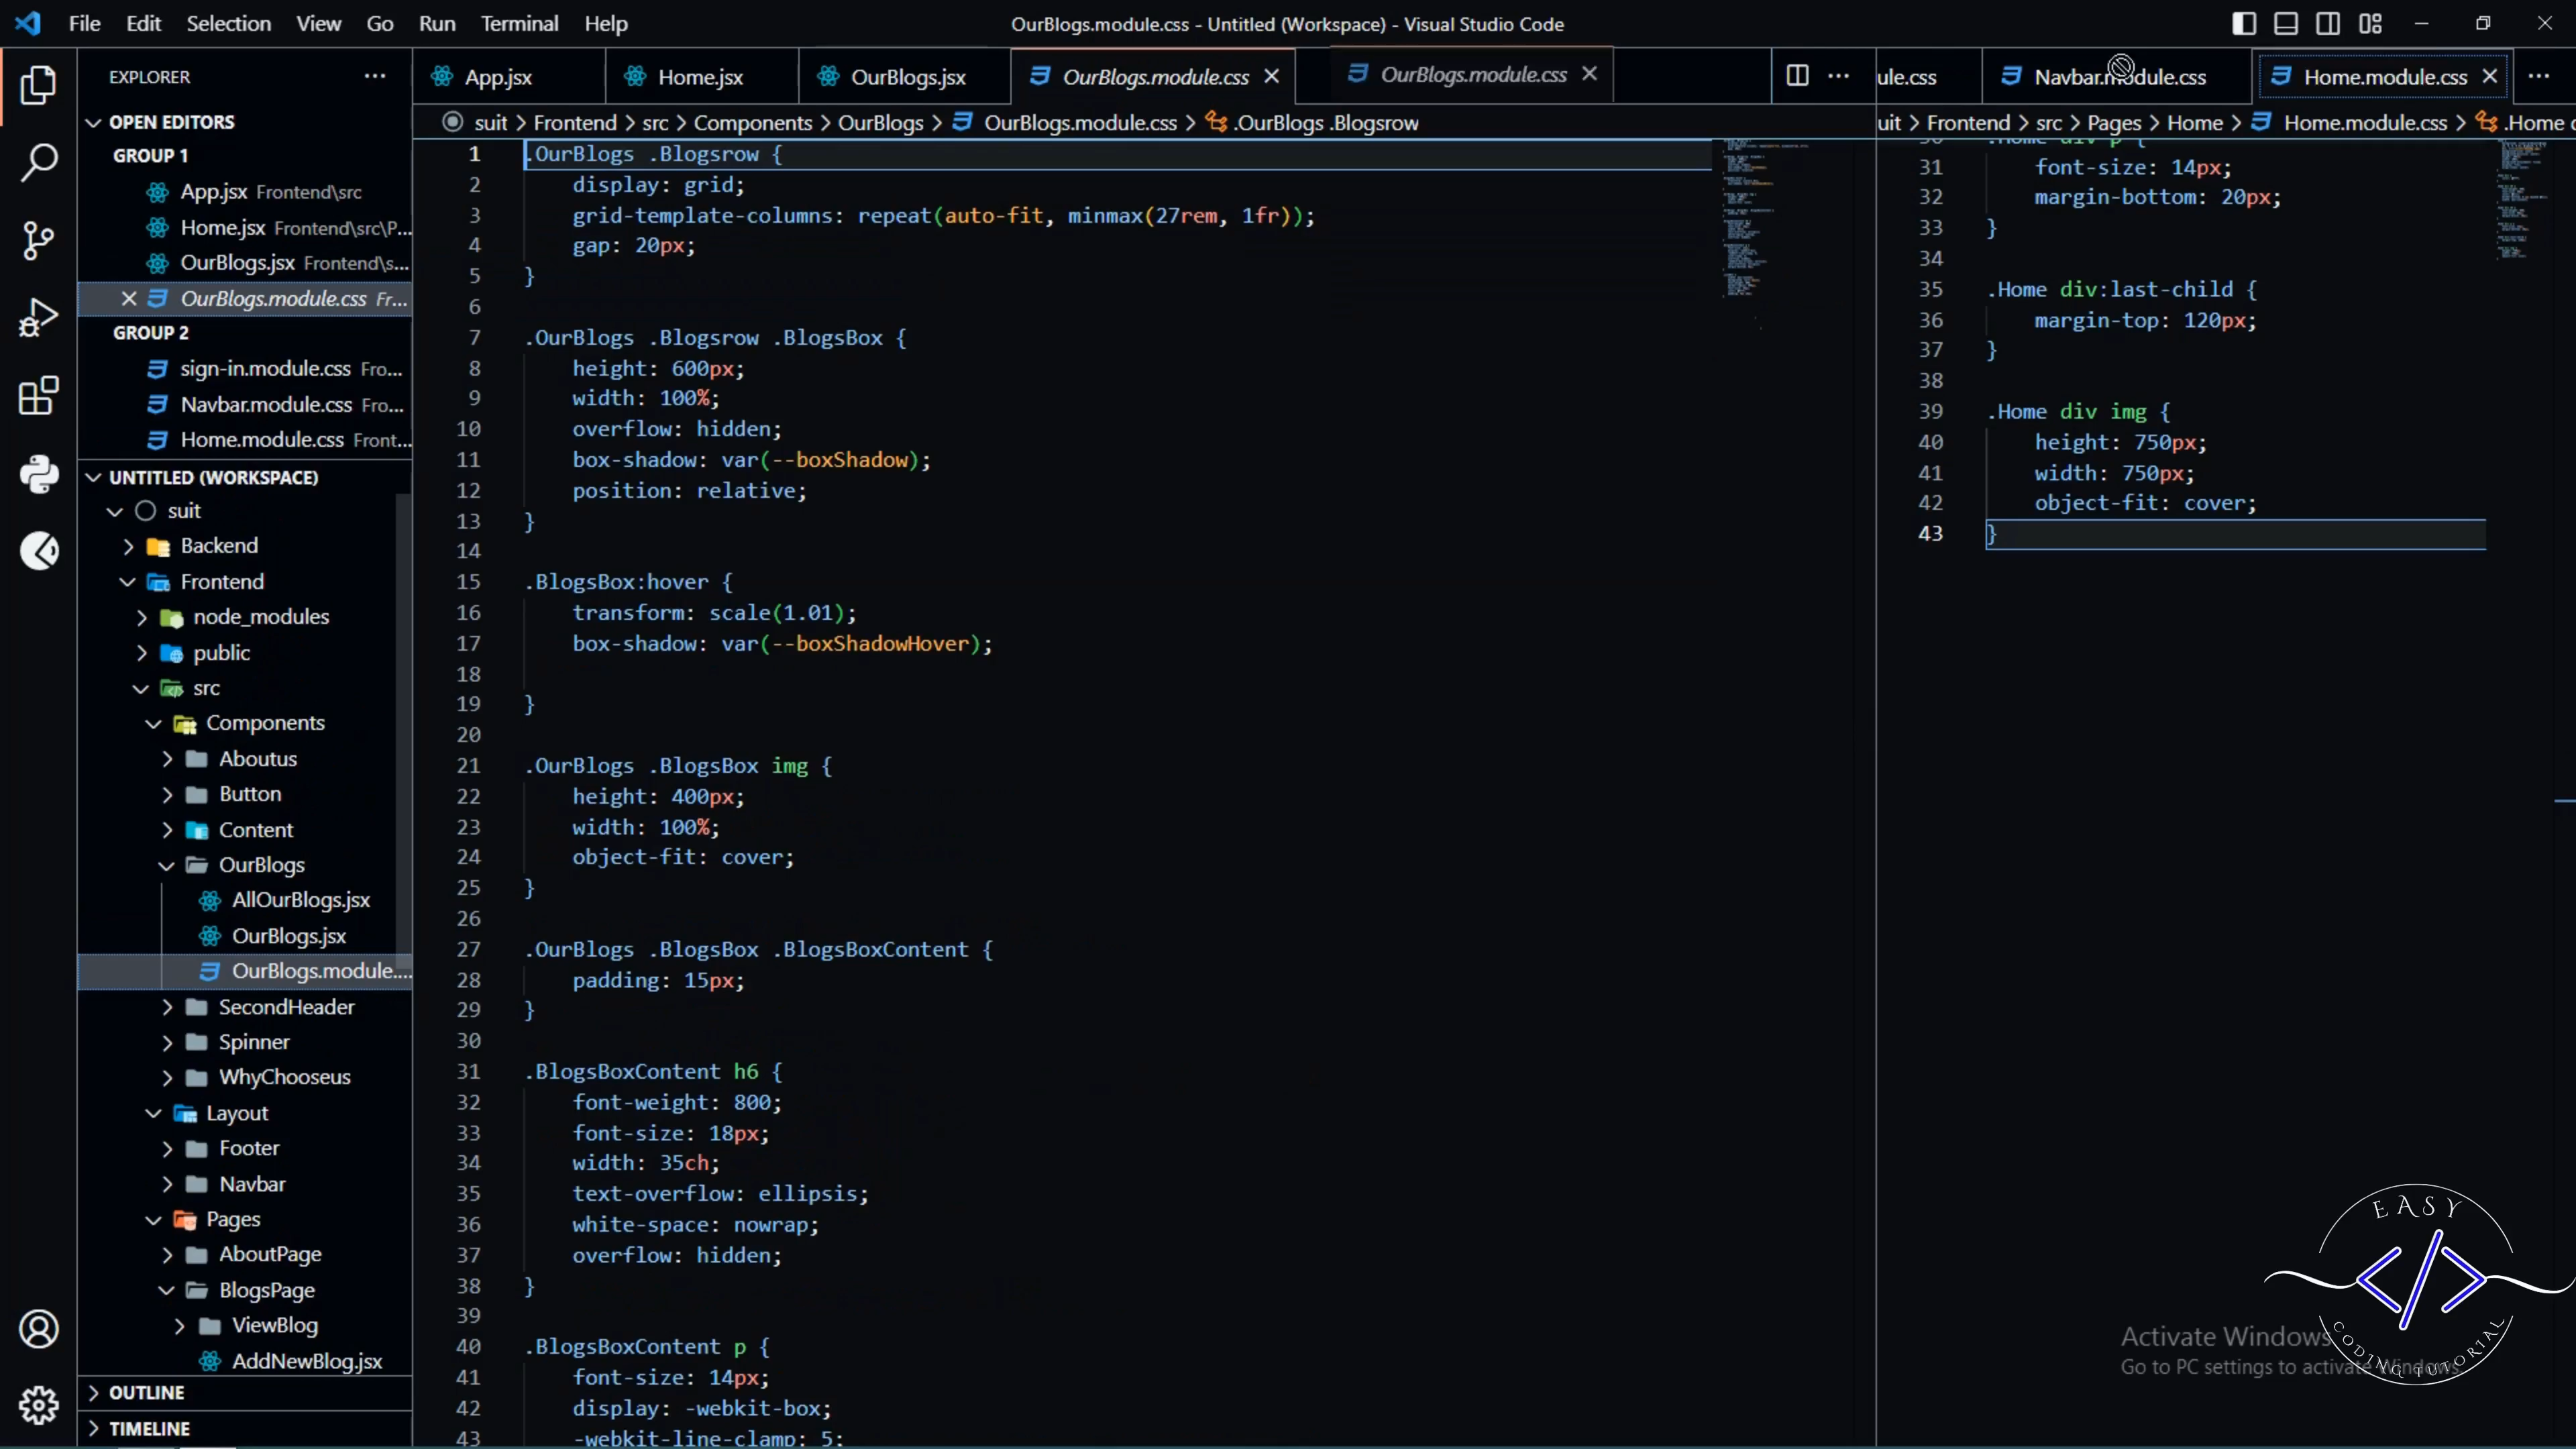 File Edit Selection View Go Run Terminal Help
OurBlogs.module.css - Untitled (Workspace) - Visual Studio Code
EXPLORER
OPEN EDITORS
GROUP 1
App.jsx Frontend\src
Home.jsx Frontend\src\P...
OurBlogs.jsx Frontend\s...
OurBlogs.module.css Fr...
GROUP 2
sign-in.module.css Fro...
Navbar.module.css Fro...
Home.module.css Front...
UNTITLED (WORKSPACE)
suit
Backend
Frontend
node_modules
public
src
Components
Aboutus
Button
Content
OurBlogs
AllOurBlogs.jsx
OurBlogs.jsx
OurBlogs.module....
SecondHeader
Spinner
WhyChooseus
Layout
Footer
Navbar
Pages
AboutPage
BlogsPage
ViewBlog
AddNewBlog.jsx
OUTLINE
TIMELINE
App.jsx
Home.jsx
OurBlogs.jsx
OurBlogs.module.css
OurBlogs.module.css
suit > Frontend > src > Components > OurBlogs > OurBlogs.module.css > .OurBlogs .Blogsrow
1 .OurBlogs .Blogsrow {
2 display: grid;
3 grid-template-columns: repeat(auto-fit, minmax(27rem, 1fr));
4 gap: 20px;
5 }
6
7 .OurBlogs .Blogsrow .BlogsBox {
8 height: 600px;
9 width: 100%;
10 overflow: hidden;
11 box-shadow: var(--boxShadow);
12 position: relative;
13 }
14
15 .BlogsBox:hover {
16 transform: scale(1.01);
17 box-shadow: var(--boxShadowHover);
18
19 }
20
21 .OurBlogs .BlogsBox img {
22 height: 400px;
23 width: 100%;
24 object-fit: cover;
25 }
26
27 .OurBlogs .BlogsBox .BlogsBoxContent {
28 padding: 15px;
29 }
30
31 .BlogsBoxContent h6 {
32 font-weight: 800;
33 font-size: 18px;
34 width: 35ch;
35 text-overflow: ellipsis;
36 white-space: nowrap;
37 overflow: hidden;
38 }
39
40 .BlogsBoxContent p {
41 font-size: 14px;
42 display: -webkit-box;
43 -webkit-line-clamp: 5;
ule.css
Navbar.module.css
Home.module.css
uit > Frontend > src > Pages > Home > Home.module.css > .Home d
30 .Home div p {
31 font-size: 14px;
32 margin-bottom: 20px;
33 }
34
35 .Home div:last-child {
36 margin-top: 120px;
37 }
38
39 .Home div img {
40 height: 750px;
41 width: 750px;
42 object-fit: cover;
43 }
EASY
</>
CODING TUTORIAL
Activate Windows
Go to PC settings to activate Windows.